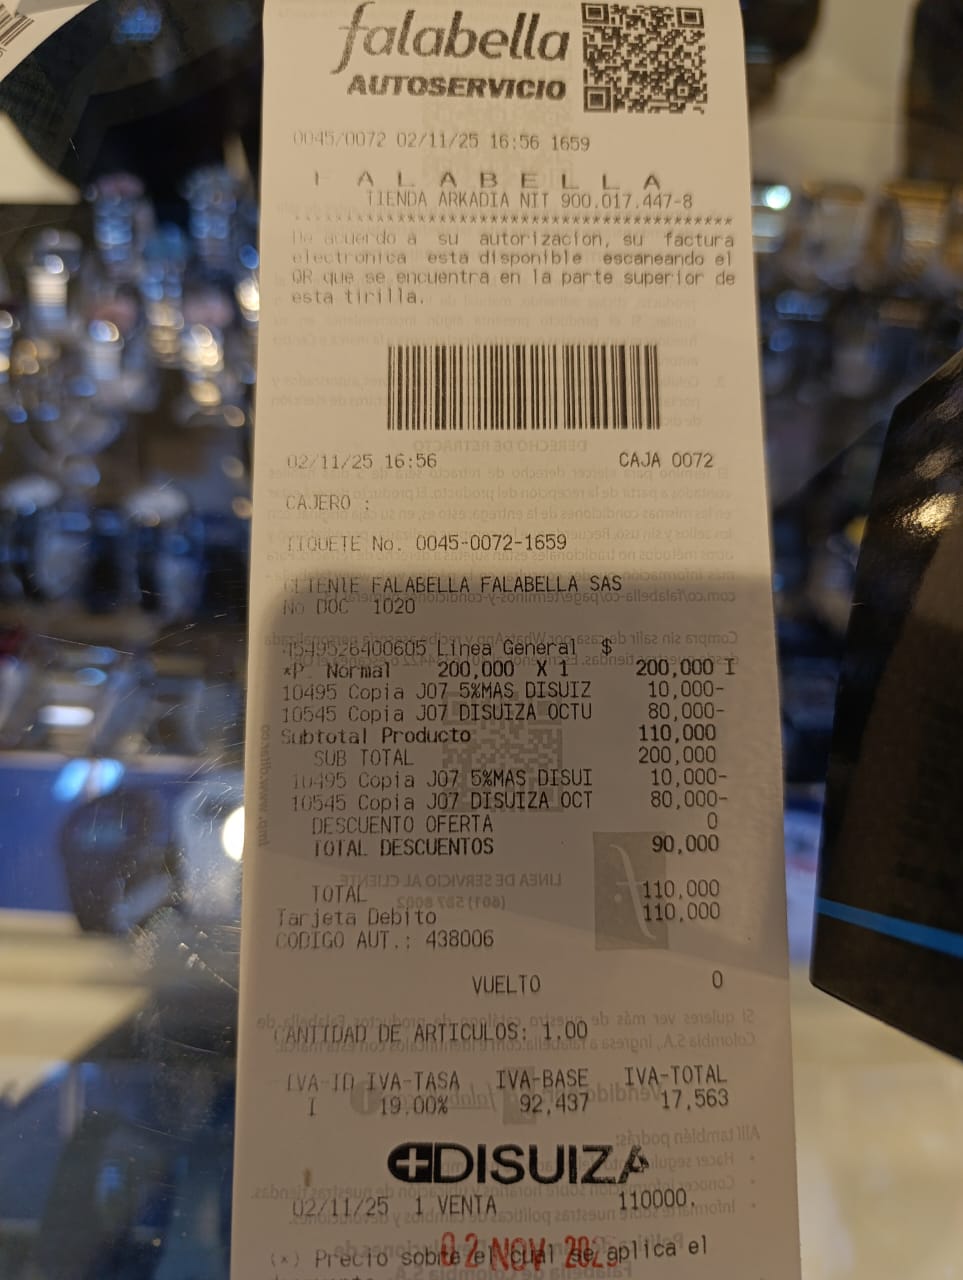 falabella
AUTOSERVICIO
0045/0072 02/11/25 16:56 1659
F A L A B E L L A
TIENDA ARKADIA NIT 900.017.447-8
****************************************
De acuerdo a su autorizacion, su factura
electronica esta disponible escaneando el
QR que se encuentra en la parte superior de
esta tirilla.
02/11/25 16:56 CAJA 0072
CAJERO :
TIQUETE No. 0045-0072-1659
CLIENTE FALABELLA FALABELLA SAS
No DOC 1020
4549526400605 Linea General $
*P. Normal 200,000 X 1 200,000 I
10495 Copia J07 5%MAS DISUIZ 10,000-
10545 Copia J07 DISUIZA OCTU 80,000-
Subtotal Producto 110,000
SUB TOTAL 200,000
10495 Copia J07 5%MAS DISUI 10,000-
10545 Copia J07 DISUIZA OCT 80,000-
DESCUENTO OFERTA 0
TOTAL DESCUENTOS 90,000
TOTAL 110,000
Tarjeta Debito 110,000
CODIGO AUT.: 438006
VUELTO 0
CANTIDAD DE ARTICULOS: 1.00
IVA-ID IVA-TASA IVA-BASE IVA-TOTAL
I 19.00% 92,437 17,563
DISUIZA
02/11/25 1 VENTA 110000.
02 NOV 2025
(*) Precio sobre el cual se aplica el